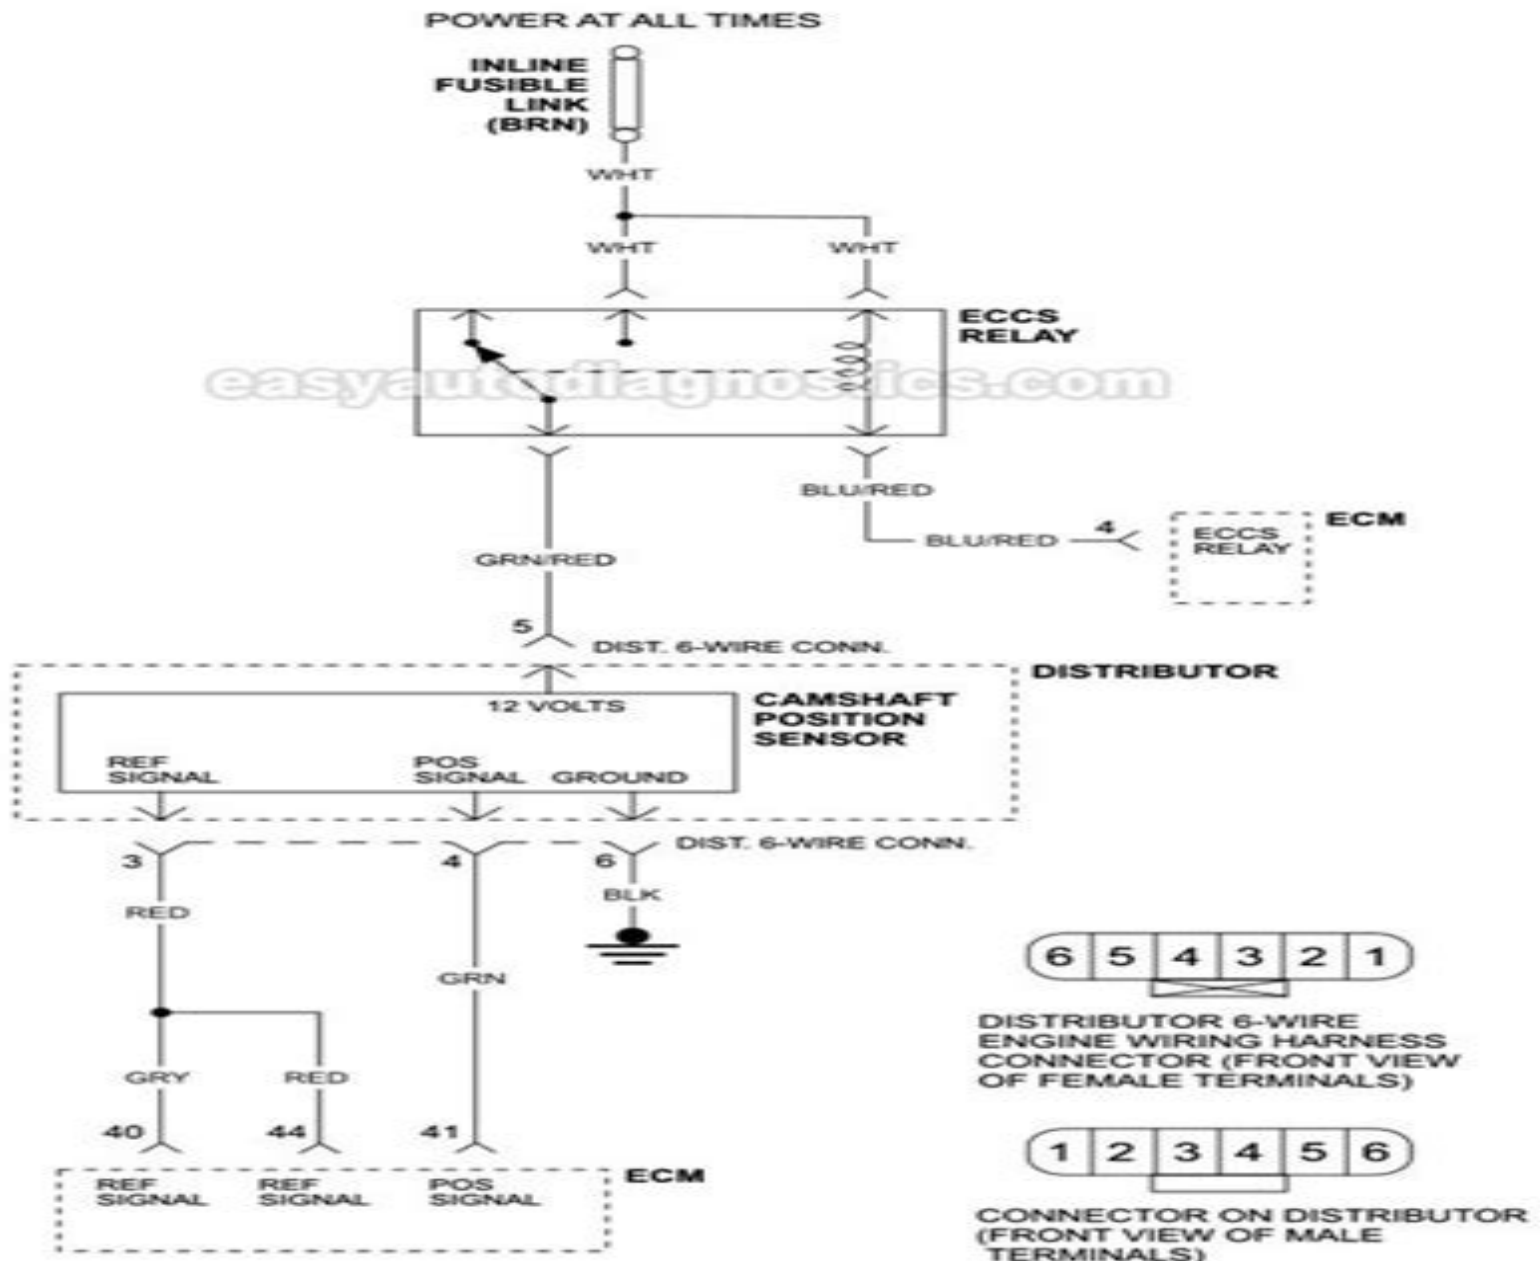 POWER AT ALL TIMES
INLINE
FUSIBLE
LINK
(BRN)
WHT
WHT
WHT
ECCS
RELAY
easyautodiagnostics.com
BLU/RED
BLU/RED
4
ECM
ECCS
RELAY
GRN/RED
5
DIST. 6-WIRE CONN.
DISTRIBUTOR
12 VOLTS
CAMSHAFT
POSITION
SENSOR
REF
SIGNAL
POS
SIGNAL
GROUND
3
4
6
DIST. 6-WIRE CONN.
RED
BLK
GRN
GRY
RED
40
44
41
ECM
REF
SIGNAL
REF
SIGNAL
POS
SIGNAL
6 5 4 3 2 1
DISTRIBUTOR 6-WIRE
ENGINE WIRING HARNESS
CONNECTOR (FRONT VIEW
OF FEMALE TERMINALS)
1 2 3 4 5 6
CONNECTOR ON DISTRIBUTOR
(FRONT VIEW OF MALE
TERMINALS)